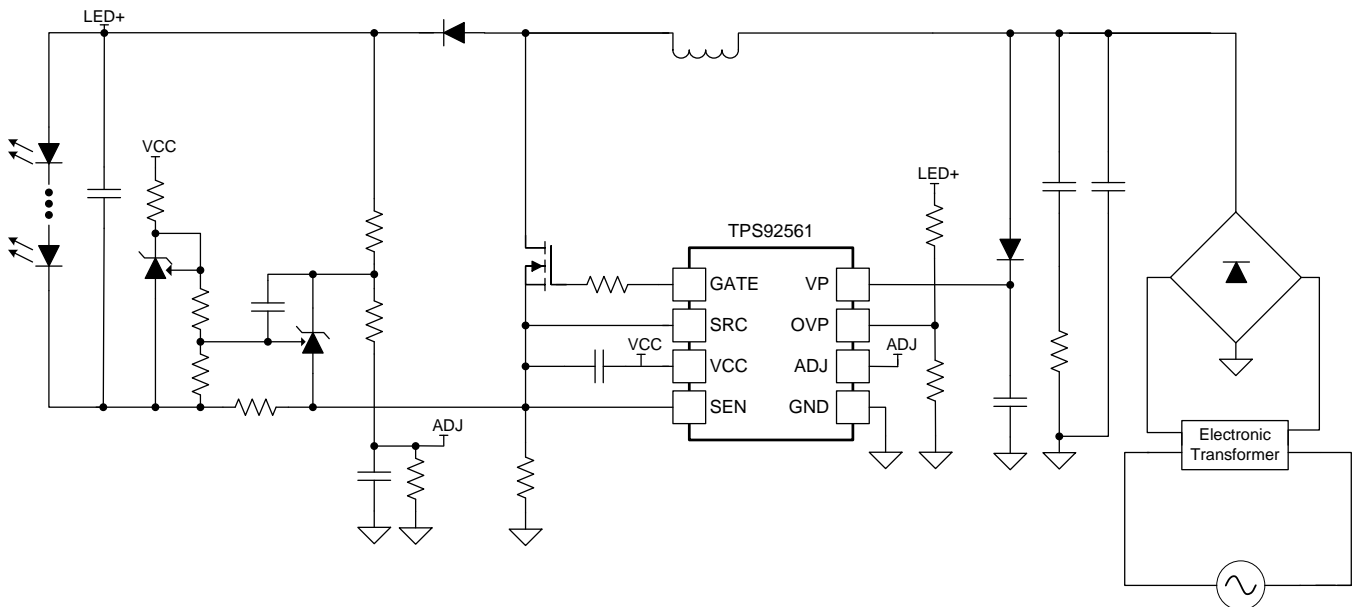 LED+
VCC
LED+
TPS92561
GATE
VP
SRC
OVP
VCC
VCC
ADJ
ADJ
SEN
GND
ADJ
Electronic
Transformer